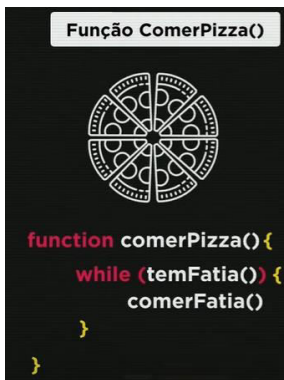 Função ComerPizza()
function comerPizza(){
while (temFatia()) {
comerFatia()
}
}